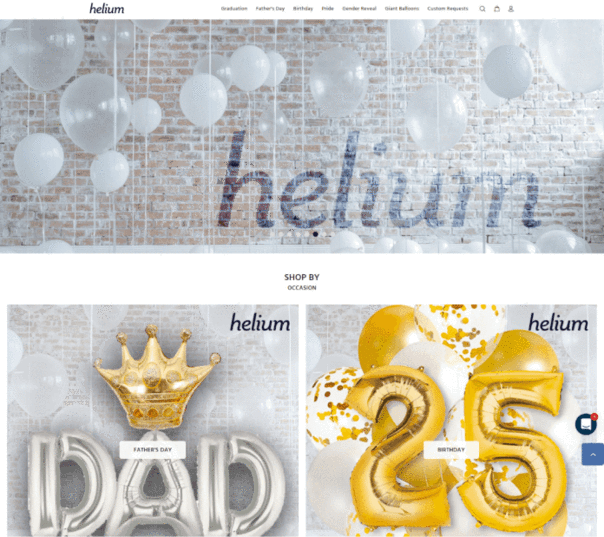 helium
Graduation Father's Day Birthday Pride Gender Reveal Giant Balloons Custom Requests
helium
SHOP BY
OCCASION
helium
DAD
FATHER'S DAY
helium
25
BIRTHDAY